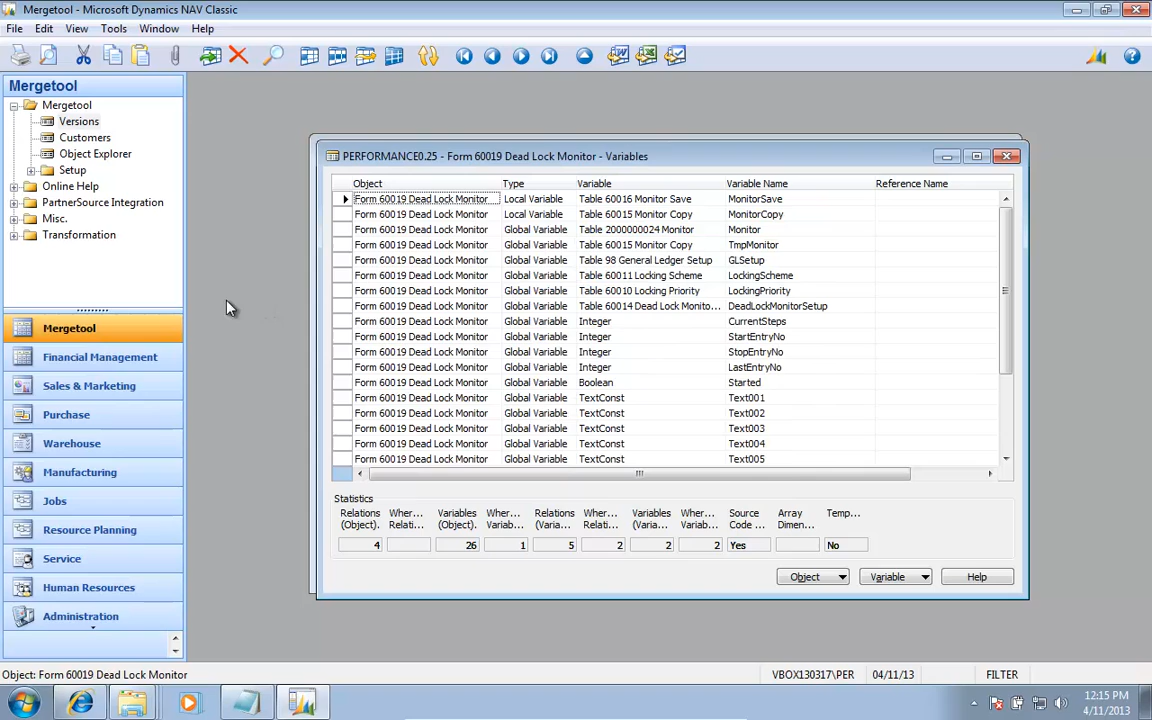 Mergetool - Microsoft Dynamics NAV Classic
File Edit View Tools Window Help
Mergetool
Mergetool
Versions
Customers
Object Explorer
Setup
Online Help
PartnerSource Integration
Misc.
Transformation
Mergetool
Financial Management
Sales & Marketing
Purchase
Warehouse
Manufacturing
Jobs
Resource Planning
Service
Human Resources
Administration
PERFORMANCE0.25 - Form 60019 Dead Lock Monitor - Variables
Object Type Variable Variable Name Reference Name
Form 60019 Dead Lock Monitor Local Variable Table 60016 Monitor Save MonitorSave
Form 60019 Dead Lock Monitor Local Variable Table 60015 Monitor Copy MonitorCopy
Form 60019 Dead Lock Monitor Global Variable Table 2000000024 Monitor Monitor
Form 60019 Dead Lock Monitor Global Variable Table 60015 Monitor Copy TmpMonitor
Form 60019 Dead Lock Monitor Global Variable Table 98 General Ledger Setup GLSetup
Form 60019 Dead Lock Monitor Global Variable Table 60011 Locking Scheme LockingScheme
Form 60019 Dead Lock Monitor Global Variable Table 60010 Locking Priority LockingPriority
Form 60019 Dead Lock Monitor Global Variable Table 60014 Dead Lock Monito... DeadLockMonitorSetup
Form 60019 Dead Lock Monitor Global Variable Integer CurrentSteps
Form 60019 Dead Lock Monitor Global Variable Integer StartEntryNo
Form 60019 Dead Lock Monitor Global Variable Integer StopEntryNo
Form 60019 Dead Lock Monitor Global Variable Integer LastEntryNo
Form 60019 Dead Lock Monitor Global Variable Boolean Started
Form 60019 Dead Lock Monitor Global Variable TextConst Text001
Form 60019 Dead Lock Monitor Global Variable TextConst Text002
Form 60019 Dead Lock Monitor Global Variable TextConst Text003
Form 60019 Dead Lock Monitor Global Variable TextConst Text004
Form 60019 Dead Lock Monitor Global Variable TextConst Text005
Statistics
Relations Wher... Variables Wher... Relations Wher... Variables Wher... Source Array Temp...
(Object). Relati... (Object). Variab... (Varia... Relati... (Varia... Variab... Code ... Dimen...
4 26 1 5 2 2 2 Yes No
Object Variable Help
Object: Form 60019 Dead Lock Monitor VBOX130317\PER 04/11/13 FILTER
12:15 PM
4/11/2013